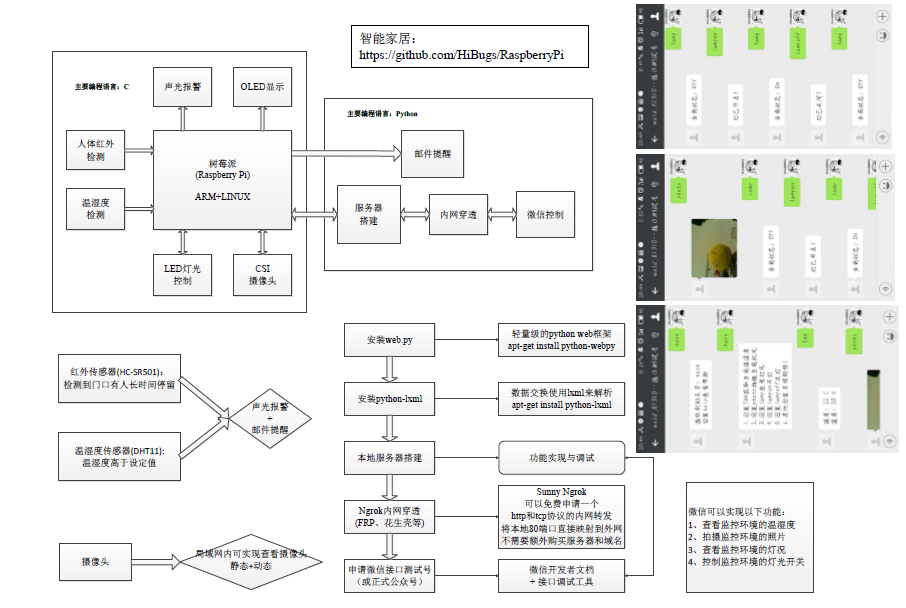 智能家居：
https://github.com/HiBugs/RaspberryPi
主要编程语言：C
声光报警
OLED显示
人体红外
检测
温湿度
检测
树莓派
(Raspberry Pi)
ARM+LINUX
LED灯光
控制
CSI
摄像头
主要编程语言：Python
邮件提醒
服务器
搭建
内网穿透
微信控制
安装web.py
轻量级的python web框架
apt-get install python-webpy
安装python-lxml
数据交换使用lxml来解析
apt-get install python-lxml
本地服务器搭建
功能实现与调试
Ngrok内网穿透
(FRP、花生壳等)
Sunny Ngrok
可以免费申请一个
http和tcp协议的内网转发
将本地80端口直接映射到外网
不需要额外购买服务器和域名
申请微信接口测试号
（或正式公众号）
微信开发者文档
+ 接口调试工具
红外传感器(HC-SR501)：
检测到门口有人长时间停留
温湿度传感器(DHT11)：
温湿度高于设定值
声光报警
+
邮件提醒
摄像头
局域网内可实现查看摄像头
静态+动态
微信可以实现以下功能：
1、查看监控环境的温湿度
2、拍摄监控环境的照片
3、查看监控环境的灯况
4、控制监控环境的灯光开关
lamp
lampon
lamp
lampoff
lamp
photo
lamp
lampon
lamp
text
help
photo